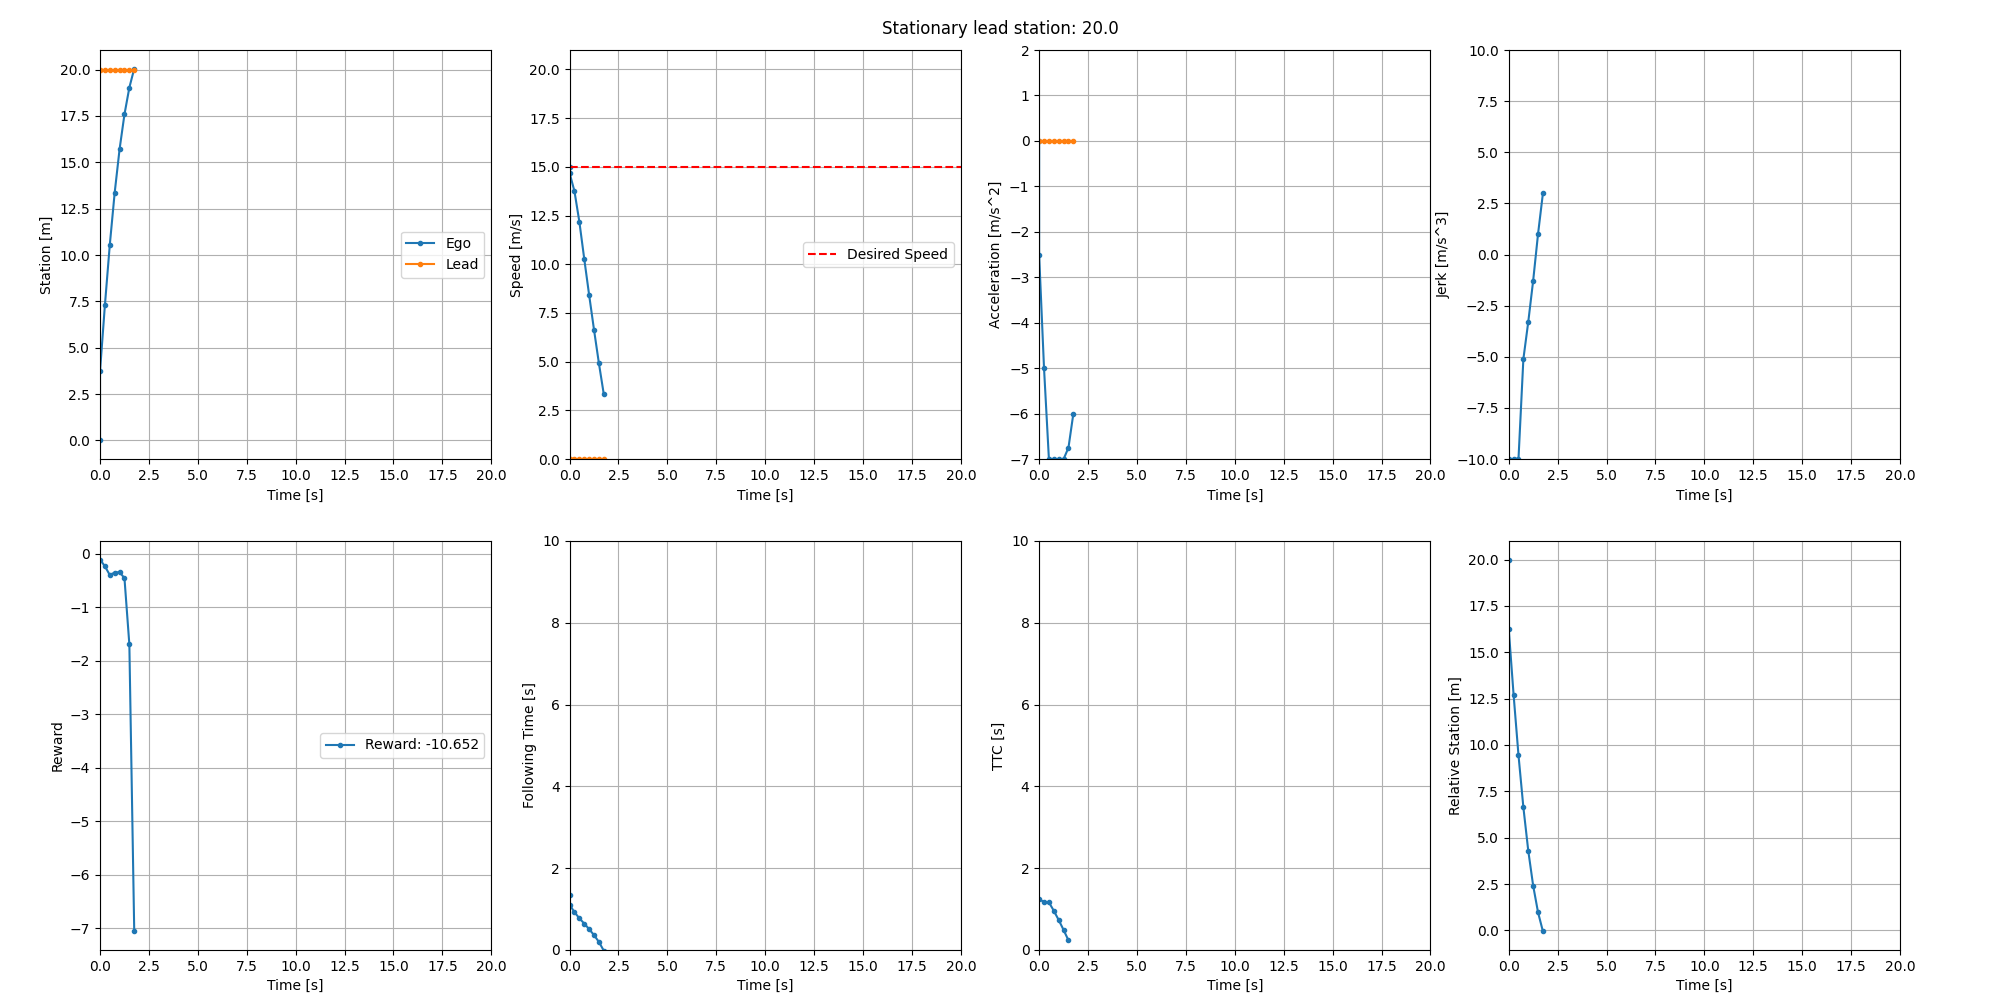 Stationary lead station: 20.0
20.0
17.5
15.0
12.5
10.0
7.5
5.0
2.5
0.0
Station [m]
Ego
Lead
0.0 2.5 5.0 7.5 10.0 12.5 15.0 17.5 20.0
Time [s]
20.0
17.5
15.0
12.5
10.0
7.5
5.0
2.5
0.0
Speed [m/s]
Desired Speed
0.0 2.5 5.0 7.5 10.0 12.5 15.0 17.5 20.0
Time [s]
2
1
0
−1
−2
−3
−4
−5
−6
−7
Acceleration [m/s^2]
0.0 2.5 5.0 7.5 10.0 12.5 15.0 17.5 20.0
Time [s]
10.0
7.5
5.0
2.5
0.0
−2.5
−5.0
−7.5
−10.0
Jerk [m/s^3]
0.0 2.5 5.0 7.5 10.0 12.5 15.0 17.5 20.0
Time [s]
0
−1
−2
−3
−4
−5
−6
−7
Reward
Reward: -10.652
0.0 2.5 5.0 7.5 10.0 12.5 15.0 17.5 20.0
Time [s]
10
8
6
4
2
0
Following Time [s]
0.0 2.5 5.0 7.5 10.0 12.5 15.0 17.5 20.0
Time [s]
10
8
6
4
2
0
TTC [s]
0.0 2.5 5.0 7.5 10.0 12.5 15.0 17.5 20.0
Time [s]
20.0
17.5
15.0
12.5
10.0
7.5
5.0
2.5
0.0
Relative Station [m]
0.0 2.5 5.0 7.5 10.0 12.5 15.0 17.5 20.0
Time [s]